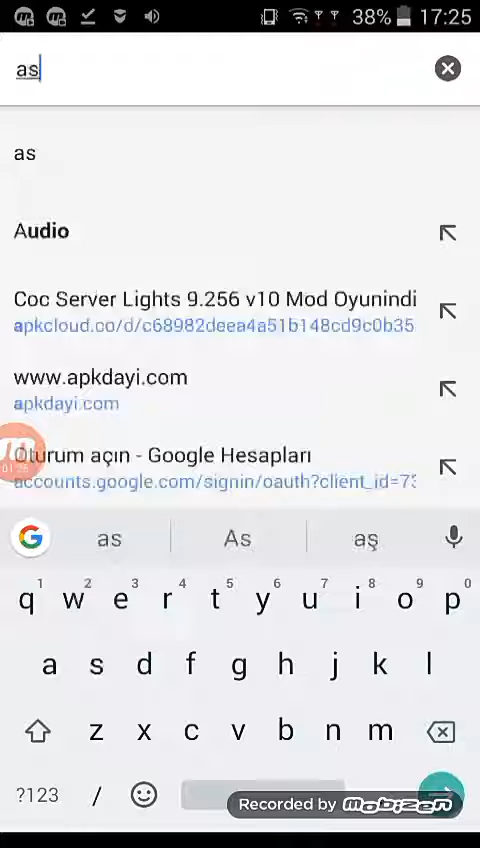 38% 17:25
as
as
Audio
Coc Server Lights 9.256 v10 Mod Oyunindi
apkcloud.co/d/c68982deea4a51b148cd9c0b35
www.apkdayi.com
apkdayi.com
Oturum açın - Google Hesapları
accounts.google.com/signin/oauth?client_id=73
01:26
as As aş
1 2 3 4 5 6 7 8 9 0
q w e r t y u i o p
a s d f g h j k l
z x c v b n m
?123 /
Recorded by mobizen